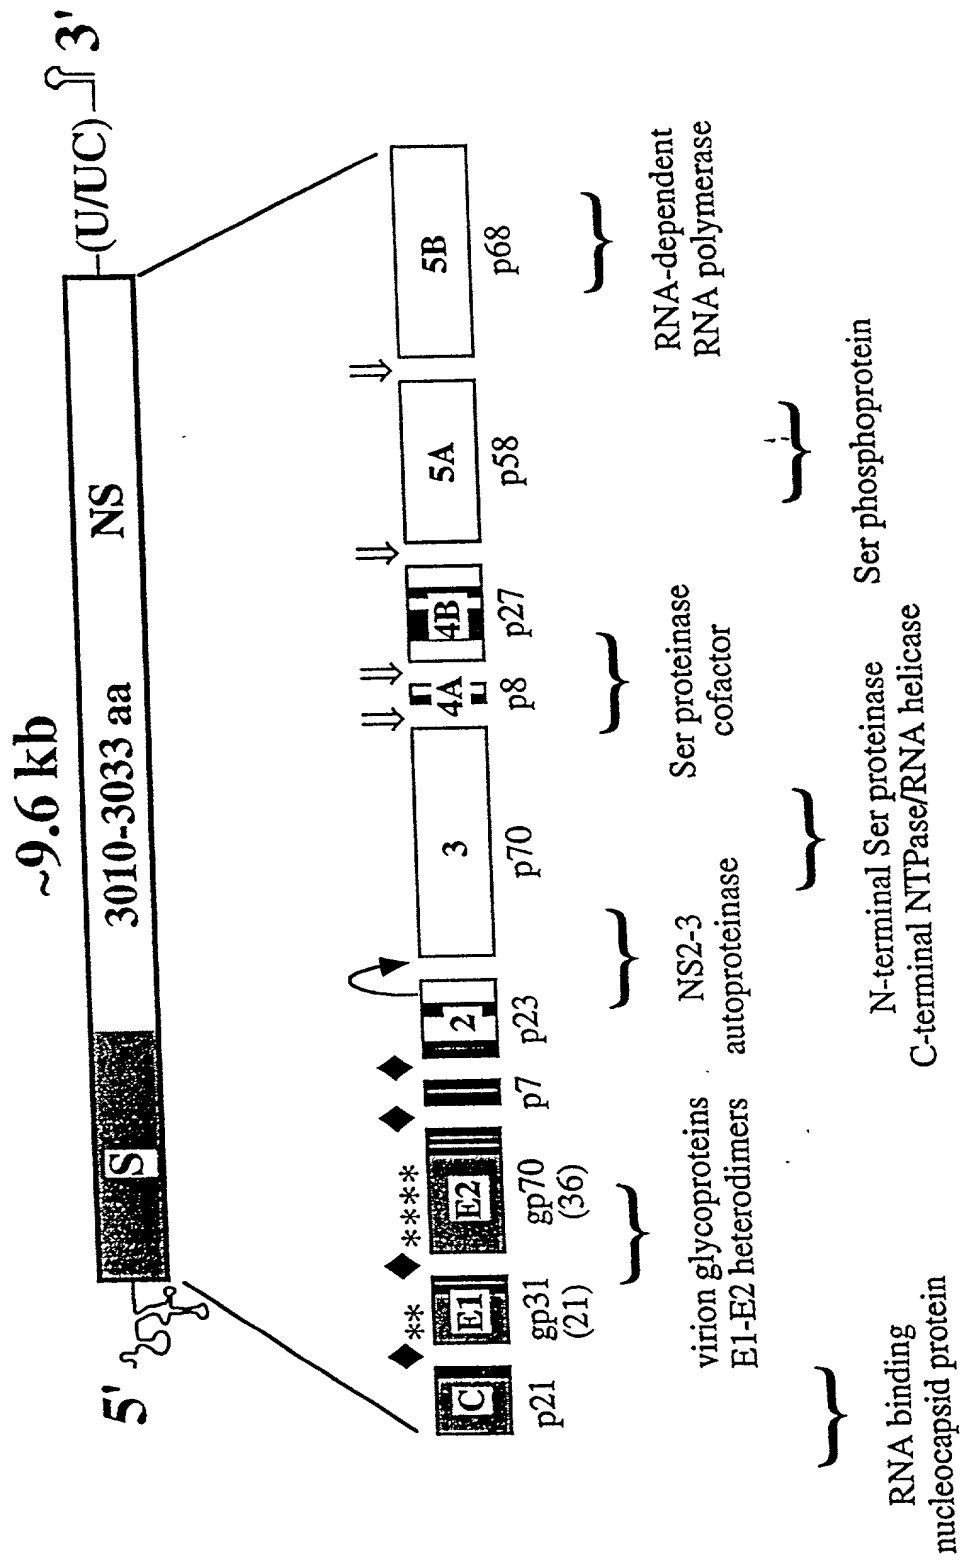 ~9.6 kb
5'
S
3010-3033 aa
NS
(U/UC)
3'
** ****
C
E1
E2
2
3
4A
4B
5A
5B
p21
gp31
(21)
gp70
(36)
p7
p23
p70
p8
p27
p58
p68
virion glycoproteins
E1-E2 heterodimers
NS2-3
autoproteinase
Ser proteinase
cofactor
RNA-dependent
RNA polymerase
RNA binding
nucleocapsid protein
N-terminal Ser proteinase
C-terminal NTPase/RNA helicase
Ser phosphoprotein